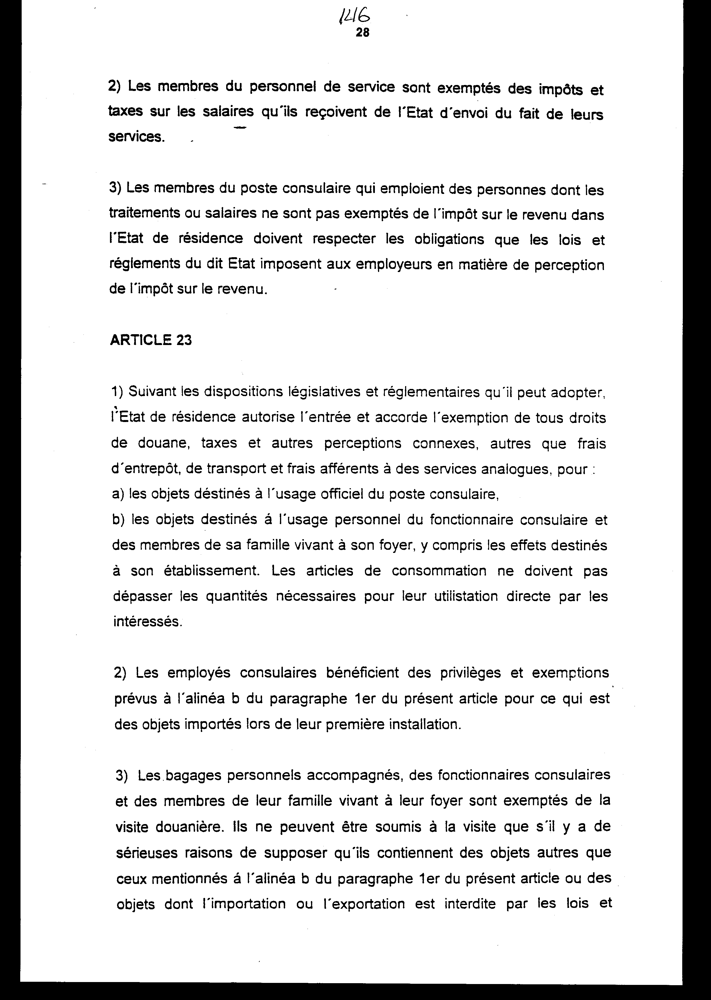 146
28
2) Les membres du personnel de service sont exemptés des impôts et
taxes sur les salaires qu´ils reçoivent de l´Etat d´envoi du fait de leurs
services.
3) Les membres du poste consulaire qui emploient des personnes dont les
traitements ou salaires ne sont pas exemptés de l´impôt sur le revenu dans
l´Etat de résidence doivent respecter les obligations que les lois et
réglements du dit Etat imposent aux employeurs en matière de perception
de l´impôt sur le revenu.
ARTICLE 23
1) Suivant les dispositions législatives et réglementaires qu´il peut adopter,
l´Etat de résidence autorise l´entrée et accorde l´exemption de tous droits
de douane, taxes et autres perceptions connexes, autres que frais
d´entrepôt, de transport et frais afférents à des services analogues, pour :
a) les objets déstinés à l´usage officiel du poste consulaire,
b) les objets destinés á l´usage personnel du fonctionnaire consulaire et
des membres de sa famille vivant à son foyer, y compris les effets destinés
à son établissement. Les articles de consommation ne doivent pas
dépasser les quantités nécessaires pour leur utilistation directe par les
intéressés.
2) Les employés consulaires bénéficient des privilèges et exemptions
prévus à l´alinéa b du paragraphe 1er du présent article pour ce qui est
des objets importés lors de leur première installation.
3) Les bagages personnels accompagnés, des fonctionnaires consulaires
et des membres de leur famille vivant à leur foyer sont exemptés de la
visite douanière. Ils ne peuvent être soumis à la visite que s´il y a de
sérieuses raisons de supposer qu´ils contiennent des objets autres que
ceux mentionnés á l´alinéa b du paragraphe 1er du présent article ou des
objets dont l´importation ou l´exportation est interdite par les lois et